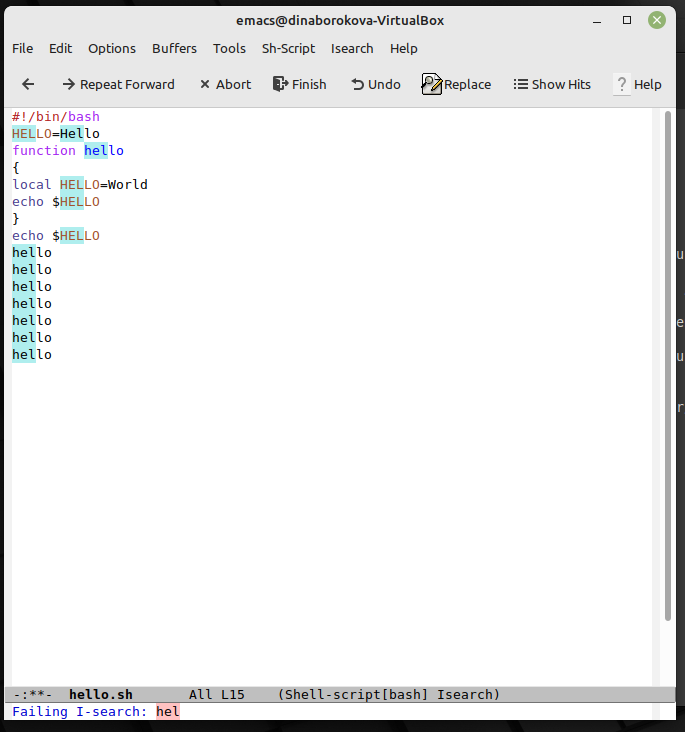 emacs@dinaborokova-VirtualBox
File Edit Options Buffers Tools Sh-Script Isearch Help
Repeat Forward Abort Finish Undo Replace Show Hits ? Help
#!/bin/bash
HELLO=Hello
function hello
{
local HELLO=World
echo $HELLO
}
echo $HELLO
hello
hello
hello
hello
hello
hello
hello
u
e
u
r
-:**- hello.sh All L15 (Shell-script[bash] Isearch)
Failing I-search: hel